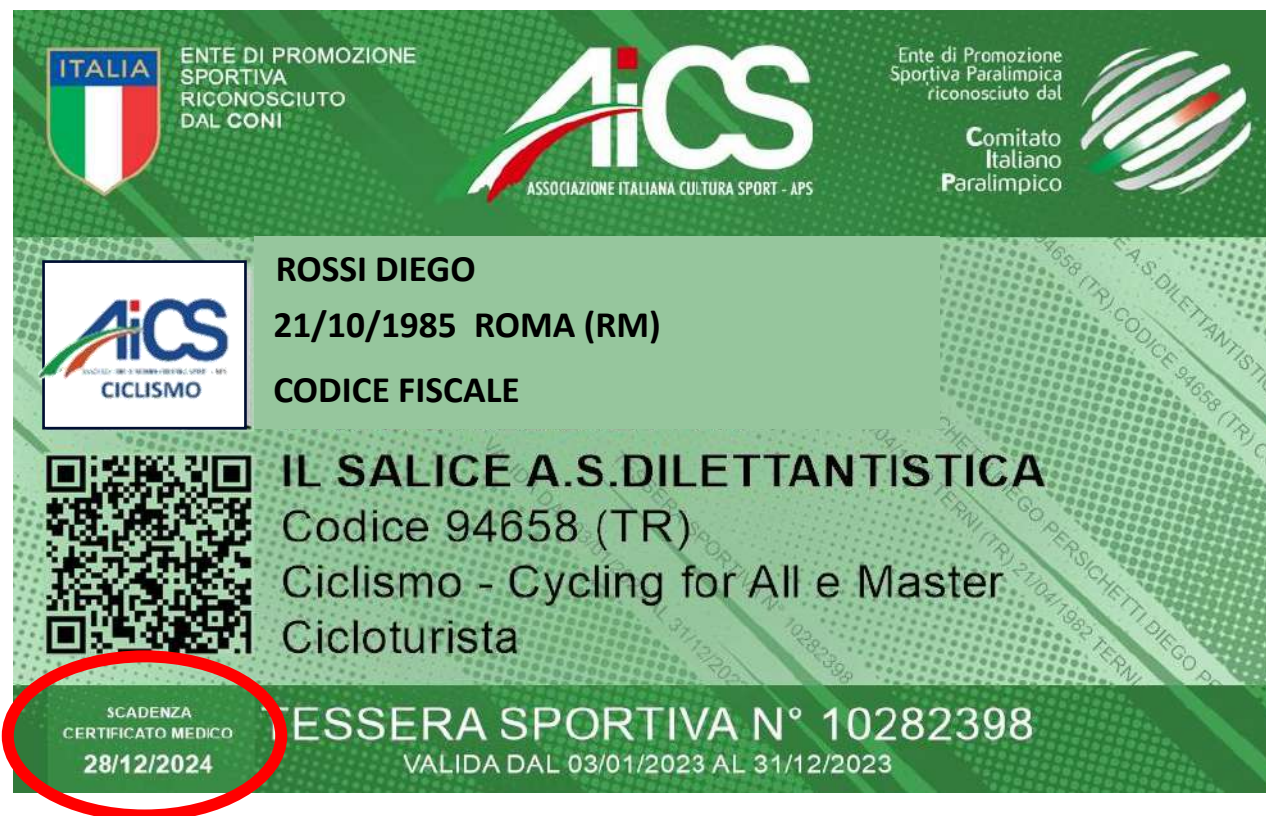 ITALIA
ENTE DI PROMOZIONE
SPORTIVA
RICONOSCIUTO
DAL CONI
AiCS
ASSOCIAZIONE ITALIANA CULTURA SPORT - APS
Ente di Promozione
Sportiva Paralimpica
riconosciuto dal
Comitato
Italiano
Paralimpico
AiCS
CICLISMO
ROSSI DIEGO
21/10/1985 ROMA (RM)
CODICE FISCALE
IL SALICE A.S.DILETTANTISTICA
Codice 94658 (TR)
Ciclismo - Cycling for All e Master
Cicloturista
SCADENZA
CERTIFICATO MEDICO
28/12/2024
TESSERA SPORTIVA N° 10282398
VALIDA DAL 03/01/2023 AL 31/12/2023